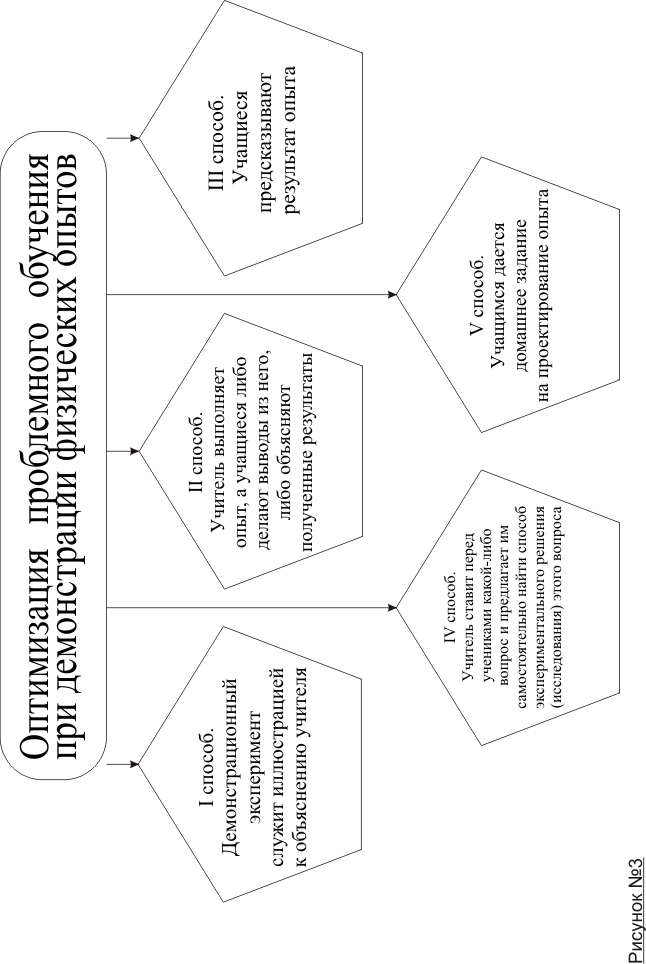 Оптимизация проблемного обучения
при демонстрации физических опытов
I способ.
Демонстрационный
эксперимент
служит иллюстрацией
к объяснению учителя
II способ.
Учитель выполняет
опыт, а учащиеся либо
делают выводы из него,
либо объясняют
полученные результаты
III способ.
Учащиеся
предсказывают
результат опыта
IV способ.
Учитель ставит перед
учениками какой-либо
вопрос и предлагает им
самостоятельно найти способ
экспериментального решения
(исследования) этого вопроса
V способ.
Учащимся дается
домашнее задание
на проектирование опыта
Рисунок №3